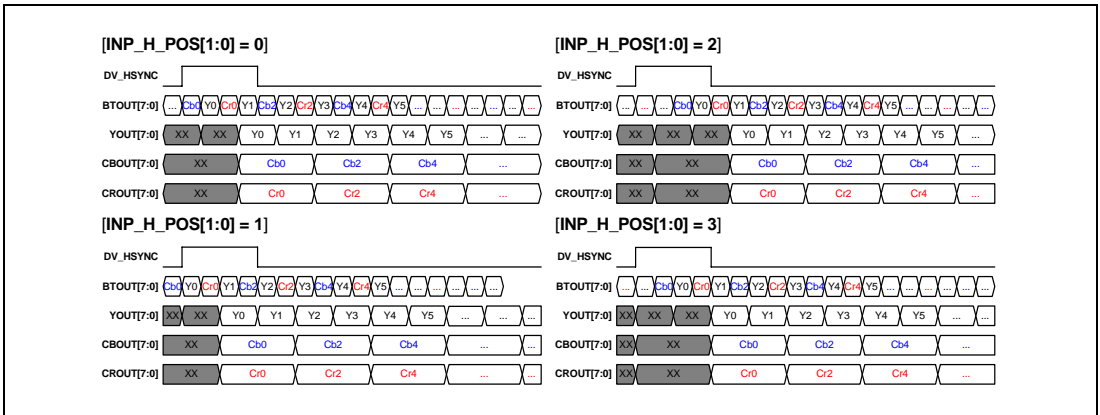 [INP_H_POS[1:0] = 0]
DV_HSYNC
BTOUT[7:0] ... Cb0 Y0 Cr0 Y1 Cb2 Y2 Cr2 Y3 Cb4 Y4 Cr4 Y5 ... ... ... ... ... ... ...
YOUT[7:0] XX XX Y0 Y1 Y2 Y3 Y4 Y5 ... ...
CBOUT[7:0] XX Cb0 Cb2 Cb4 ...
CROUT[7:0] XX Cr0 Cr2 Cr4 ...
[INP_H_POS[1:0] = 2]
DV_HSYNC
BTOUT[7:0] ... ... ... Cb0 Y0 Cr0 Y1 Cb2 Y2 Cr2 Y3 Cb4 Y4 Cr4 Y5 ... ... ... ... ...
YOUT[7:0] XX XX XX Y0 Y1 Y2 Y3 Y4 Y5 ...
CBOUT[7:0] XX XX Cb0 Cb2 Cb4 ...
CROUT[7:0] XX XX Cr0 Cr2 Cr4 ...
[INP_H_POS[1:0] = 1]
DV_HSYNC
BTOUT[7:0] Cb0 Y0 Cr0 Y1 Cb2 Y2 Cr2 Y3 Cb4 Y4 Cr4 Y5 ... ... ... ... ... ...
YOUT[7:0] XX XX Y0 Y1 Y2 Y3 Y4 Y5 ... ... ...
CBOUT[7:0] XX Cb0 Cb2 Cb4 ... ...
CROUT[7:0] XX Cr0 Cr2 Cr4 ... ...
[INP_H_POS[1:0] = 3]
DV_HSYNC
BTOUT[7:0] ... ... Cb0 Y0 Cr0 Y1 Cb2 Y2 Cr2 Y3 Cb4 Y4 Cr4 Y5 ... ... ... ... ... ...
YOUT[7:0] XX XX XX Y0 Y1 Y2 Y3 Y4 Y5 ... ...
CBOUT[7:0] XX XX Cb0 Cb2 Cb4 ...
CROUT[7:0] XX XX Cr0 Cr2 Cr4 ...